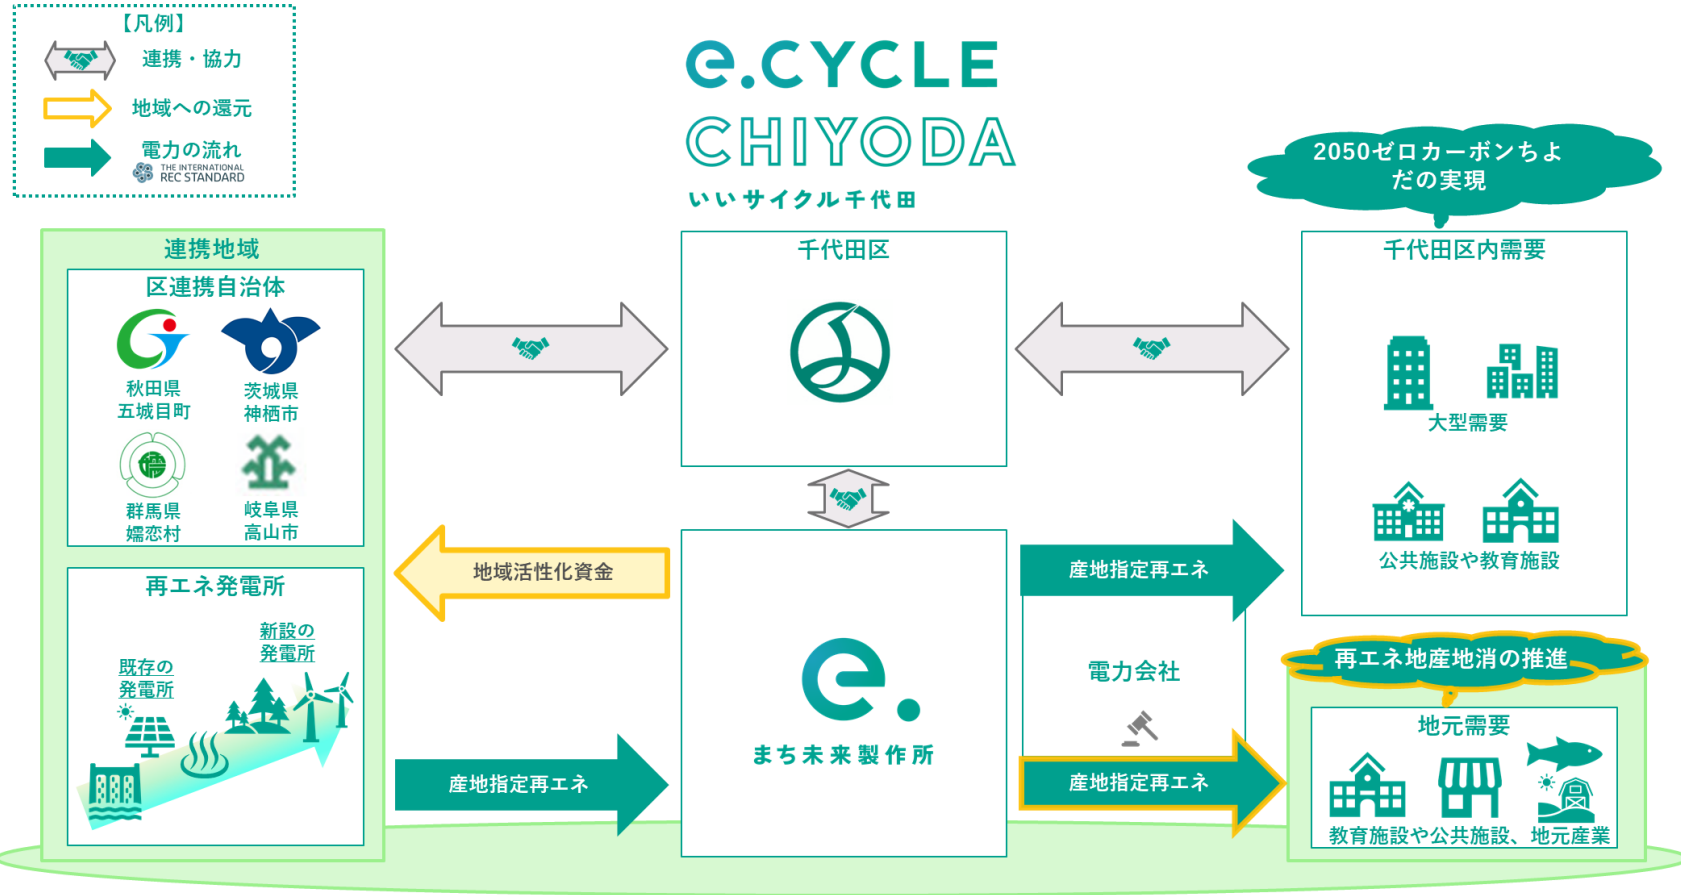 【凡例】
連携・協力
地域への還元
電力の流れ
THE INTERNATIONAL
REC STANDARD
e.CYCLE
CHIYODA
いいサイクル千代田
2050ゼロカーボンちよ
だの実現
連携地域
区連携自治体
秋田県
五城目町
茨城県
神栖市
群馬県
嬬恋村
岐阜県
高山市
再エネ発電所
新設の
発電所
既存の
発電所
千代田区
千代田区内需要
大型需要
公共施設や教育施設
地域活性化資金
産地指定再エネ
e.
まち未来製作所
産地指定再エネ
電力会社
産地指定再エネ
再エネ地産地消の推進
地元需要
教育施設や公共施設、地元産業